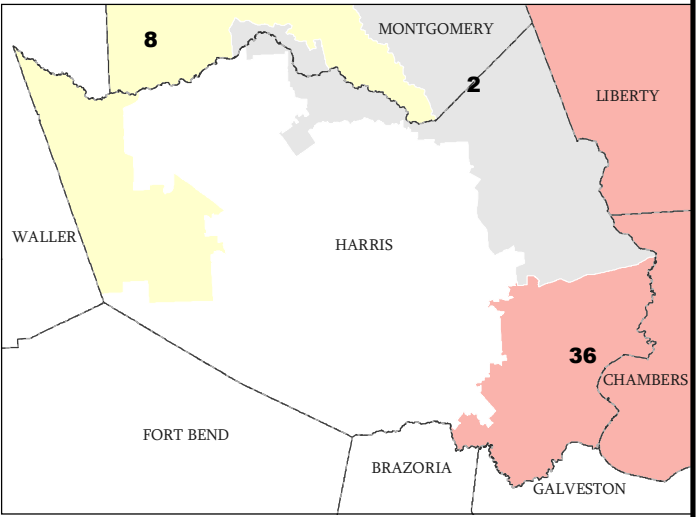 MONTGOMERY
8
2
LIBERTY
WALLER
HARRIS
36
CHAMBERS
FORT BEND
BRAZORIA
GALVESTON